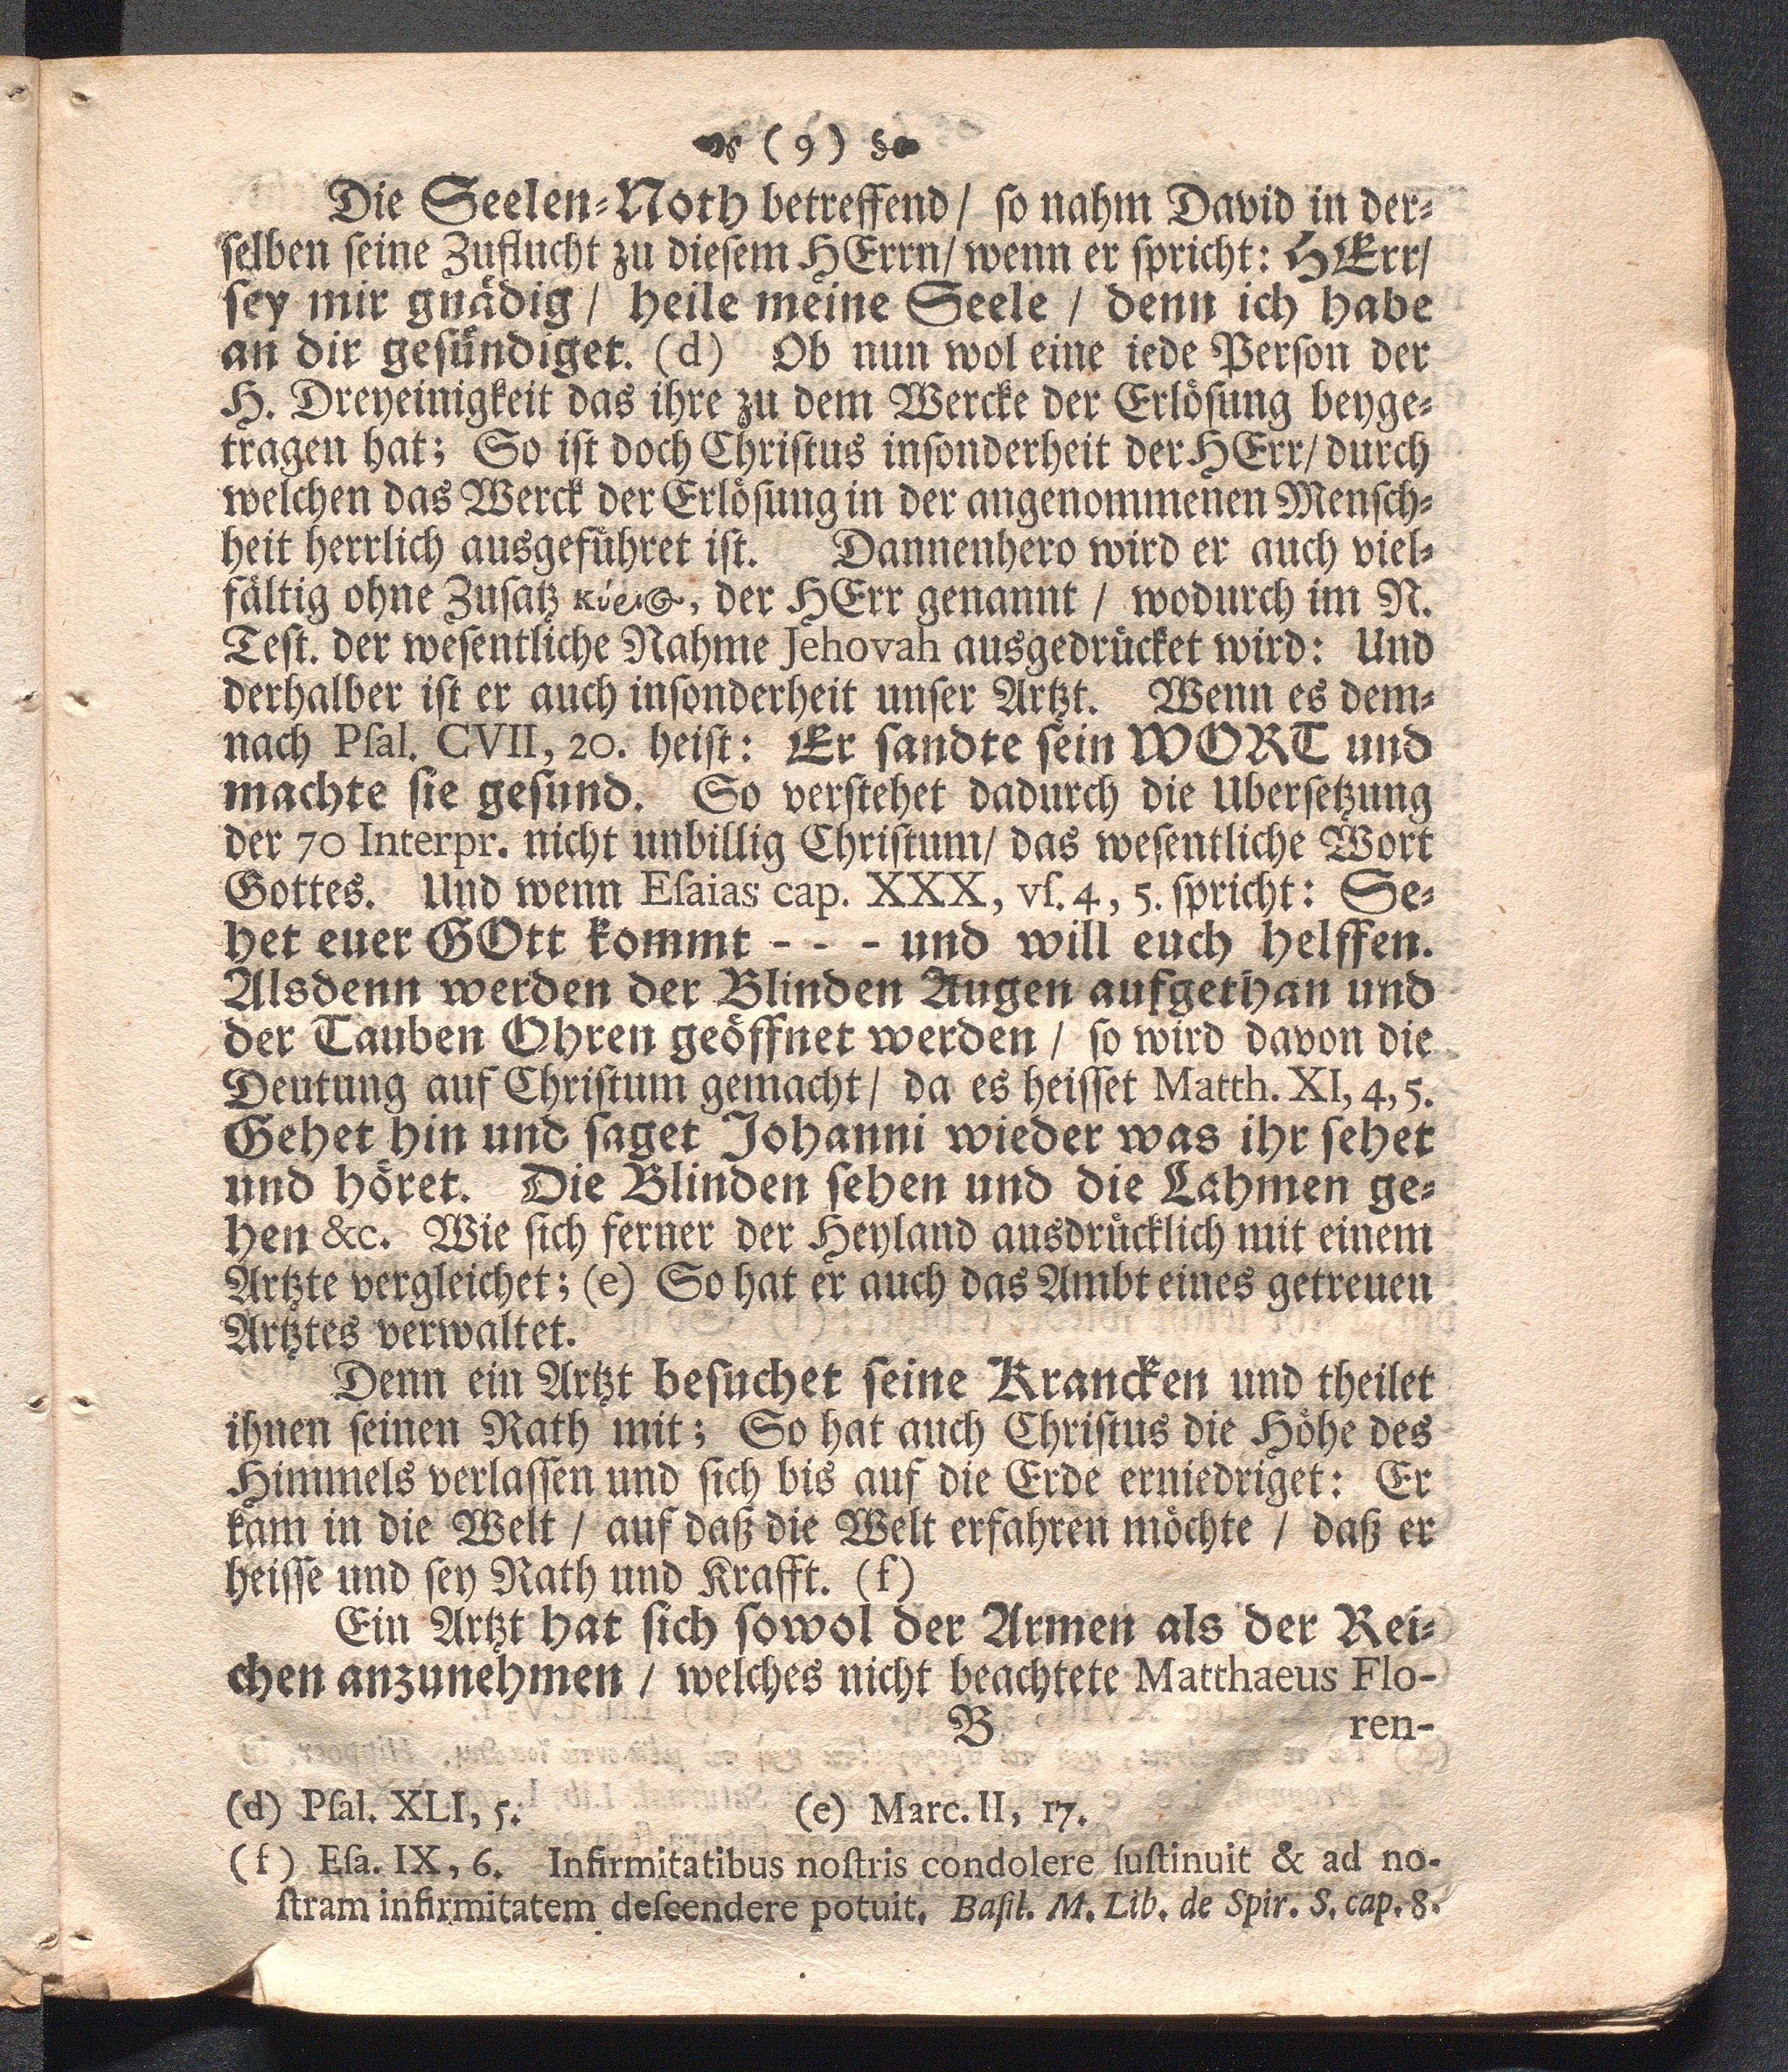 (9)
Die Seelen-Noth betreffend/ so nahm David in der-
selben seine Zuflucht zu diesem HErrn/ wenn er spricht: HErr/
sey mir gnädig/ heile meine Seele/ denn ich habe
an dir gesündiget. (d) Ob nun wol eine iede Person der
H. Dreyeinigkeit das ihre zu dem Wercke der Erlösung beyge-
tragen hat; So ist doch Christus insonderheit der HErr/ durch
welchen das Werck der Erlösung in der angenommenen Mensch-
heit herrlich ausgeführet ist. Dannenhero wird er auch viel-
fältig ohne Zusatz κύριος, der HErr genannt/ wodurch im N.
Test. der wesentliche Nahme Jehovah ausgedrücket wird: Und
derhalber ist er auch insonderheit unser Artzt. Wenn es dem-
nach Psal. CVII, 20. heist: Er sandte sein WORT und
machte sie gesund. So verstehet dadurch die Ubersetzung
der 70 Interpr. nicht unbillig Christum/ das wesentliche Wort
Gottes. Und wenn Esaias cap. XXX, vs. 4, 5. spricht: Se-
het euer GOtt kommt - - - und will euch helffen.
Alsdenn werden der Blinden Augen aufgethan und
der Tauben Ohren geöffnet werden/ so wird davon die
Deutung auf Christum gemacht/ da es heisset Matth. XI, 4, 5.
Gehet hin und saget Johanni wieder was ihr sehet
und höret. Die Blinden sehen und die Lahmen ge-
hen &c. Wie sich ferner der Heyland ausdrücklich mit einem
Artzte vergleichet; (e) So hat er auch das Ambt eines getreuen
Artztes verwaltet.
Denn ein Artzt besuchet seine Krancken und theilet
ihnen seinen Rath mit; So hat auch Christus die Höhe des
Himmels verlassen und sich bis auf die Erde erniedriget: Er
kam in die Welt/ auf daß die Welt erfahren möchte/ daß er
heisse und sey Rath und Krafft. (f)
Ein Artzt hat sich sowol der Armen als der Rei-
chen anzunehmen/ welches nicht beachtete Matthaeus Flo-
B ren-
(d) Psal. XLI, 5. (e) Marc. II, 17.
(f) Esa. IX, 6. Infirmitatibus nostris condolere sustinuit & ad no-
stram infirmitatem descendere potuit. Basil. M. Lib. de Spir. S. cap. 8.